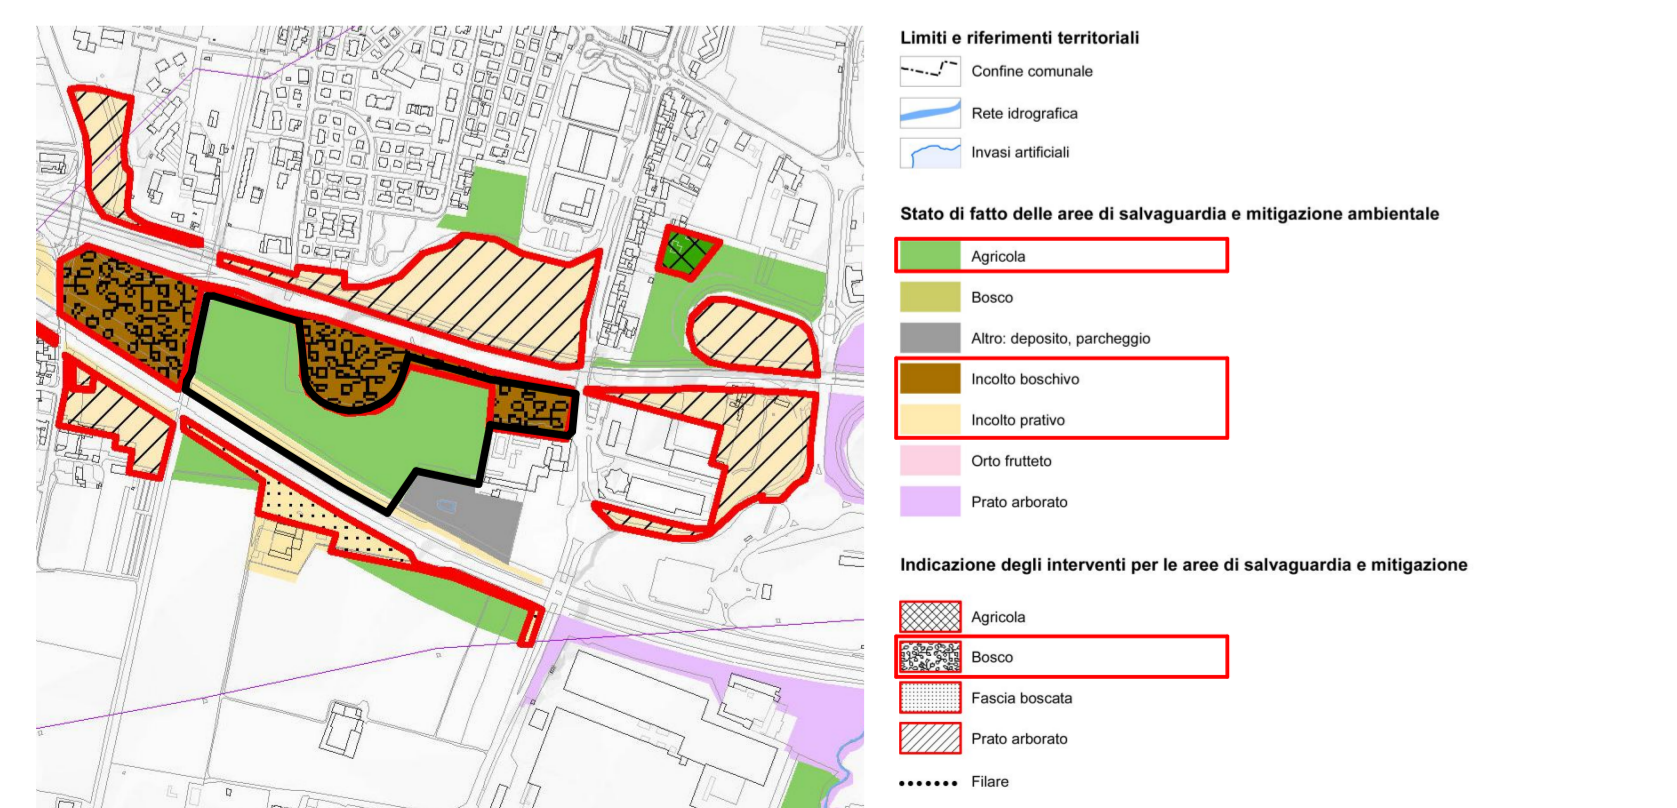 Limiti e riferimenti territoriali
Confine comunale
Rete idrografica
Invasi artificiali
Stato di fatto delle aree di salvaguardia e mitigazione ambientale
Agricola
Bosco
Altro: deposito, parcheggio
Incolto boschivo
Incolto prativo
Orto frutteto
Prato arborato
Indicazione degli interventi per le aree di salvaguardia e mitigazione
Agricola
Bosco
Fascia boscata
Prato arborato
Filare